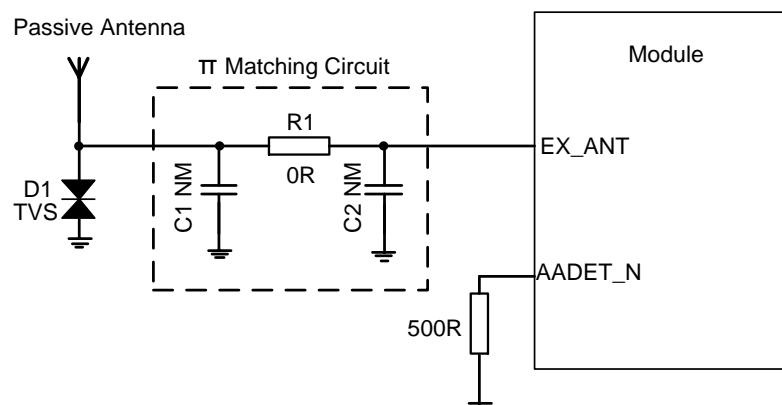 Passive Antenna
π Matching Circuit
Module
R1
EX_ANT
0R
D1
TVS
C1 NM
C2 NM
AADET_N
500R